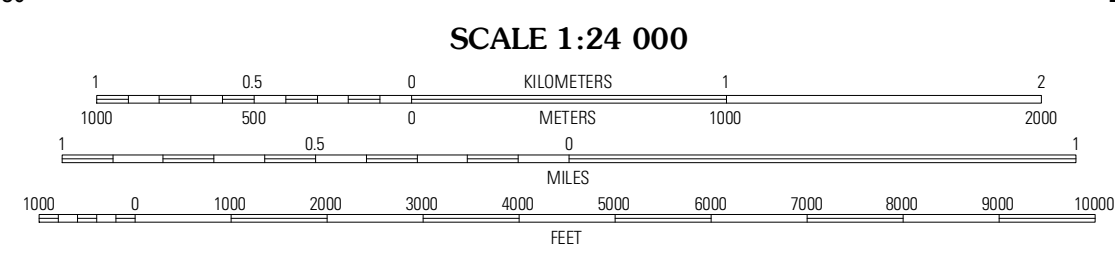 SCALE 1:24 000
1 0.5 0 KILOMETERS 1 2
1000 500 0 METERS 1000 2000
1 0.5 0 1
MILES
1000 0 1000 2000 3000 4000 5000 6000 7000 8000 9000 10000
FEET